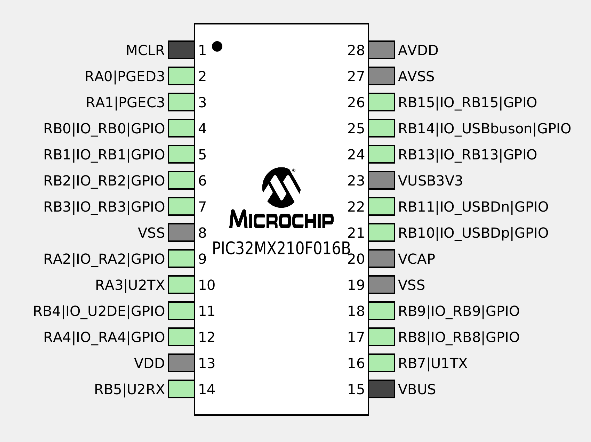 MCLR 1 28 AVDD
RA0|PGED3 2 27 AVSS
RA1|PGEC3 3 26 RB15|IO_RB15|GPIO
RB0|IO_RB0|GPIO 4 25 RB14|IO_USBbuson|GPIO
RB1|IO_RB1|GPIO 5 24 RB13|IO_RB13|GPIO
RB2|IO_RB2|GPIO 6 23 VUSB3V3
RB3|IO_RB3|GPIO 7 22 RB11|IO_USBDn|GPIO
MICROCHIP
VSS 8 21 RB10|IO_USBDp|GPIO
PIC32MX210F016B
RA2|IO_RA2|GPIO 9 20 VCAP
RA3|U2TX 10 19 VSS
RB4|IO_U2DE|GPIO 11 18 RB9|IO_RB9|GPIO
RA4|IO_RA4|GPIO 12 17 RB8|IO_RB8|GPIO
VDD 13 16 RB7|U1TX
RB5|U2RX 14 15 VBUS